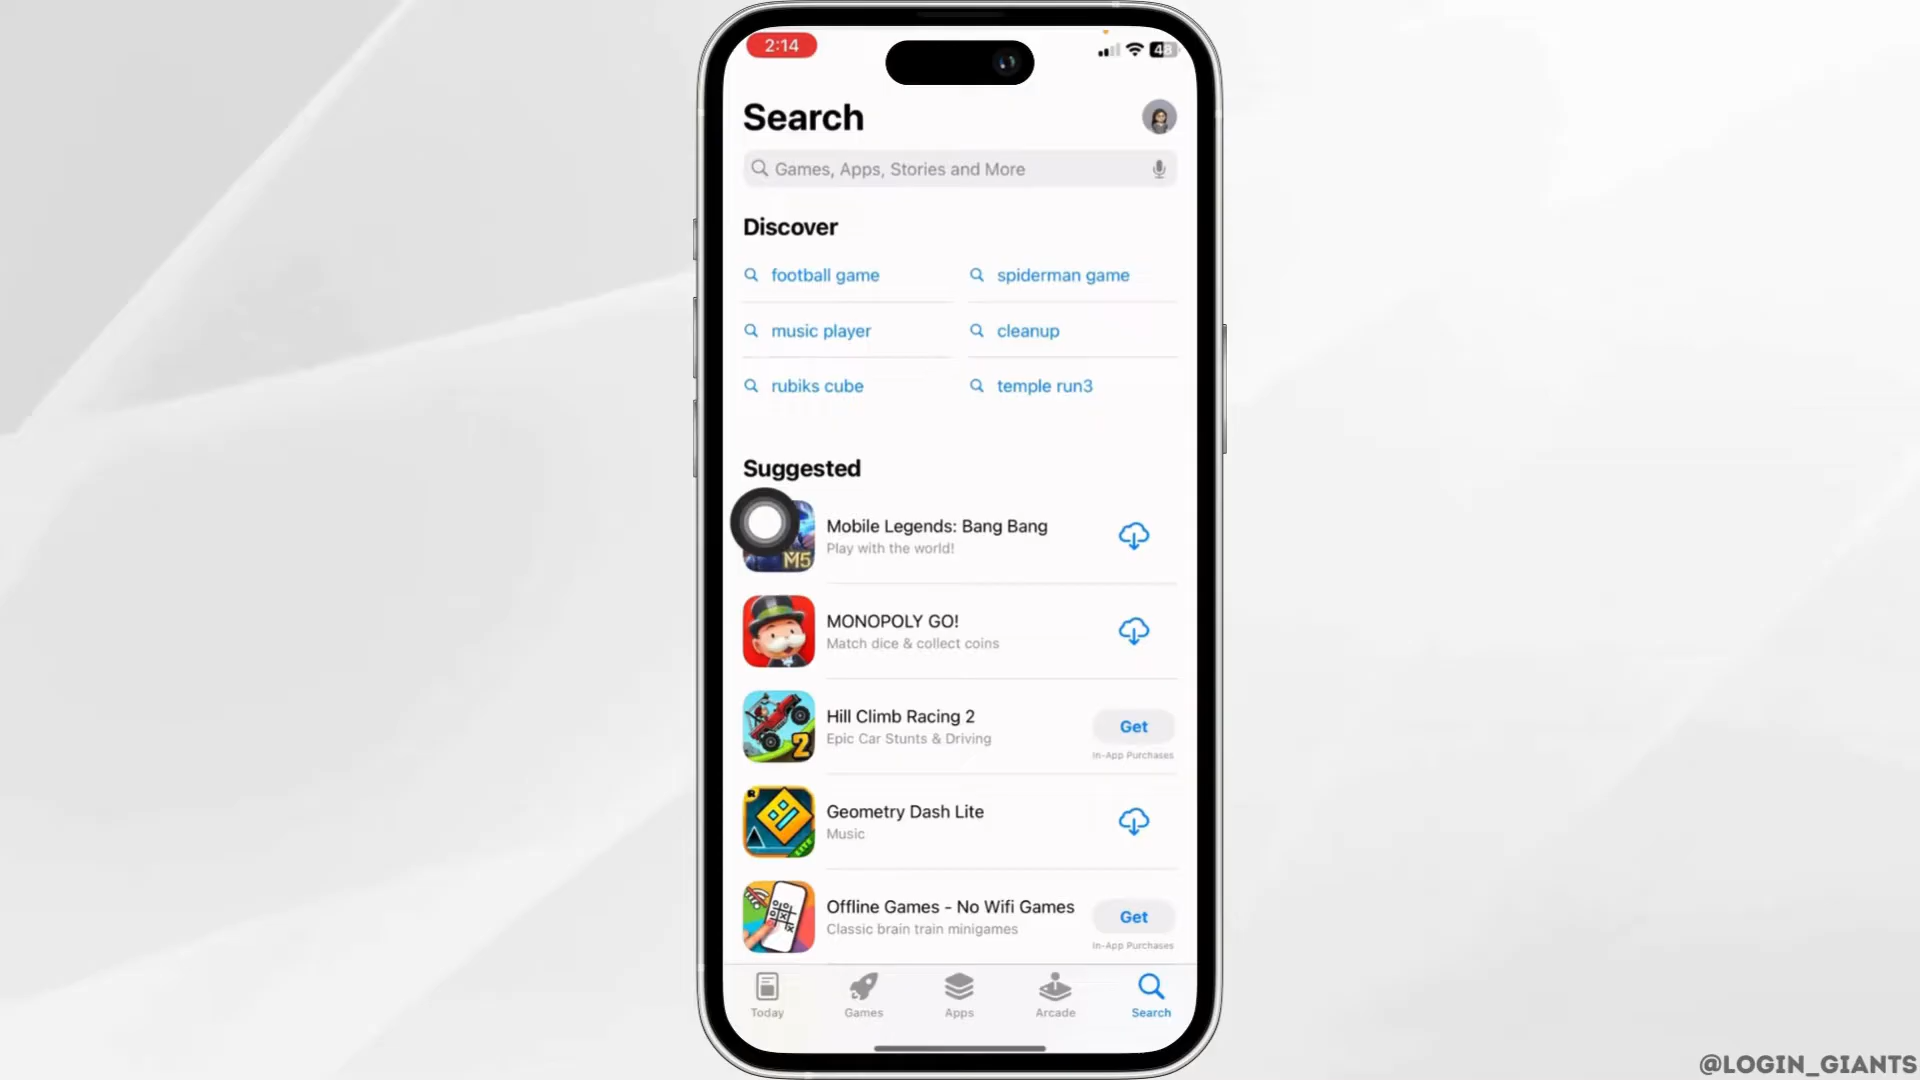 2:14
48
Search
Games, Apps, Stories and More
Discover
football game
spiderman game
music player
cleanup
rubiks cube
temple run3
Suggested
M5
Mobile Legends: Bang Bang
Play with the world!
MONOPOLY GO!
Match dice & collect coins
2
Hill Climb Racing 2
Epic Car Stunts & Driving
Get
In-App Purchases
R
LITE
Geometry Dash Lite
Music
Offline Games - No Wifi Games
Classic brain train minigames
Get
In-App Purchases
Today
Games
Apps
Arcade
Search
@LOGIN_GIANTS